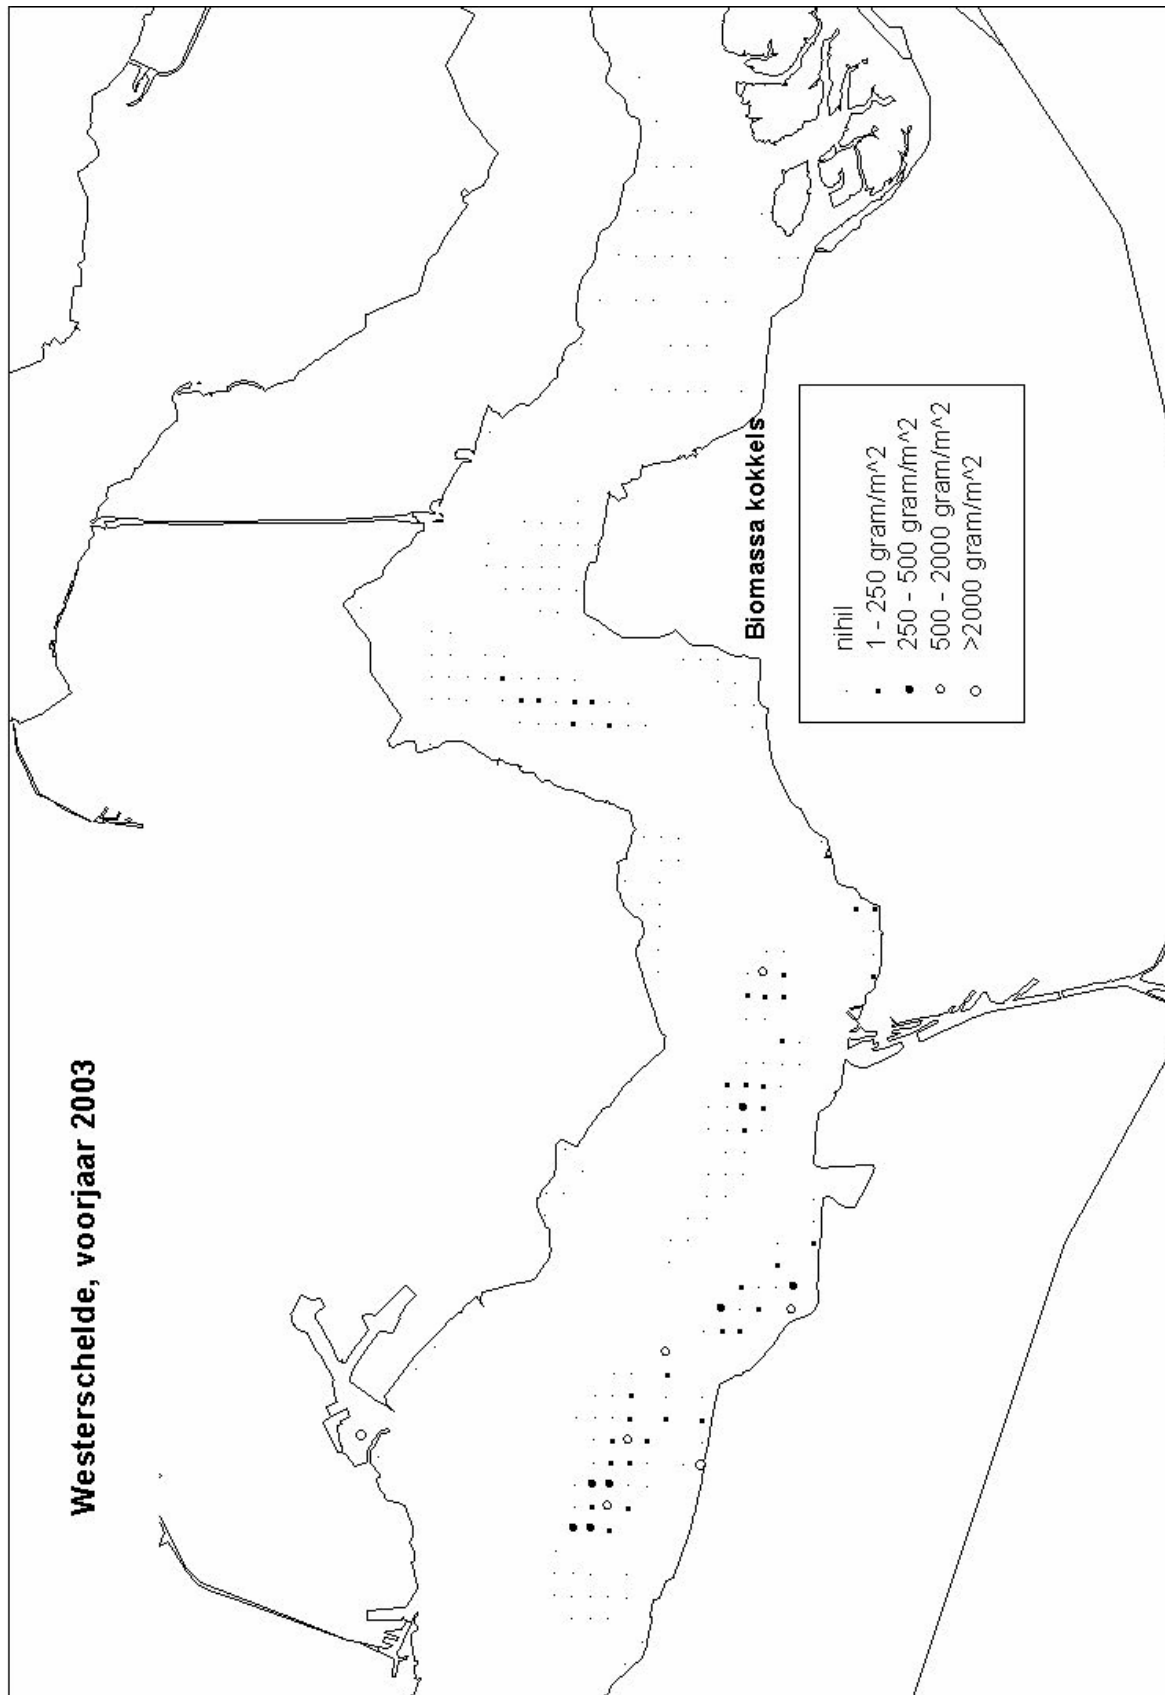 Westerschelde, voorjaar 2003
Biomassa kokkels
nihil
1 - 250 gram/m^2
250 - 500 gram/m^2
500 - 2000 gram/m^2
>2000 gram/m^2